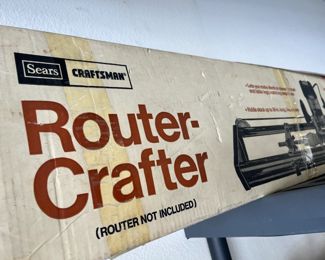 Sears
CRAFTSMAN
Router-
Crafter
(ROUTER NOT INCLUDED)